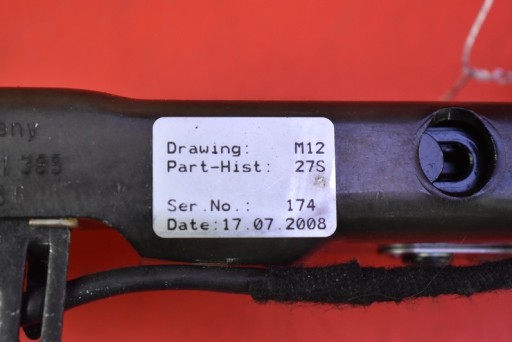 Drawing: M12
Part-Hist: 27S
Ser.No.: 174
Date:17.07.2008